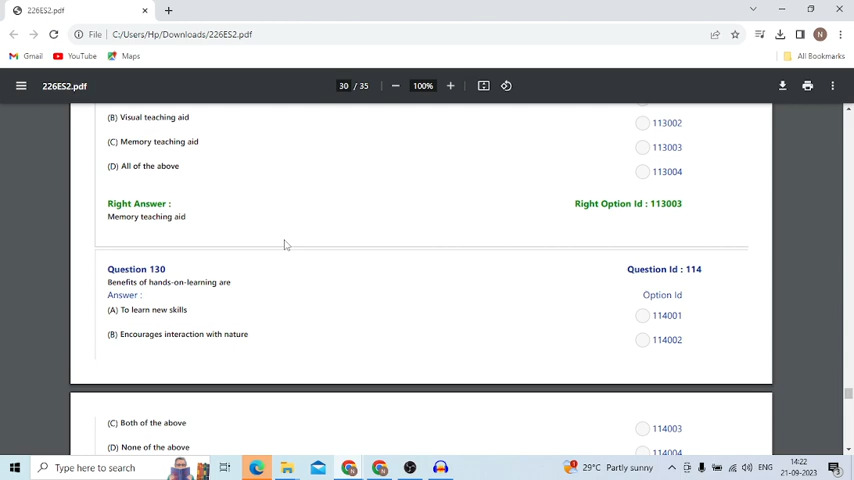 226ES2.pdf
File
C:/Users/Hp/Downloads/226ES2.pdf
N
Gmail
YouTube
Maps
All Bookmarks
226ES2.pdf
30 / 35
100%
(B) Visual teaching aid
113002
(C) Memory teaching aid
113003
(D) All of the above
113004
Right Answer :
Right Option Id : 113003
Memory teaching aid
Question 130
Question Id : 114
Benefits of hands-on-learning are
Answer :
Option Id
(A) To learn new skills
114001
(B) Encourages interaction with nature
114002
(C) Both of the above
114003
(D) None of the above
114004
Type here to search
29°C Partly sunny
ENG
14:22
21-09-2023
3